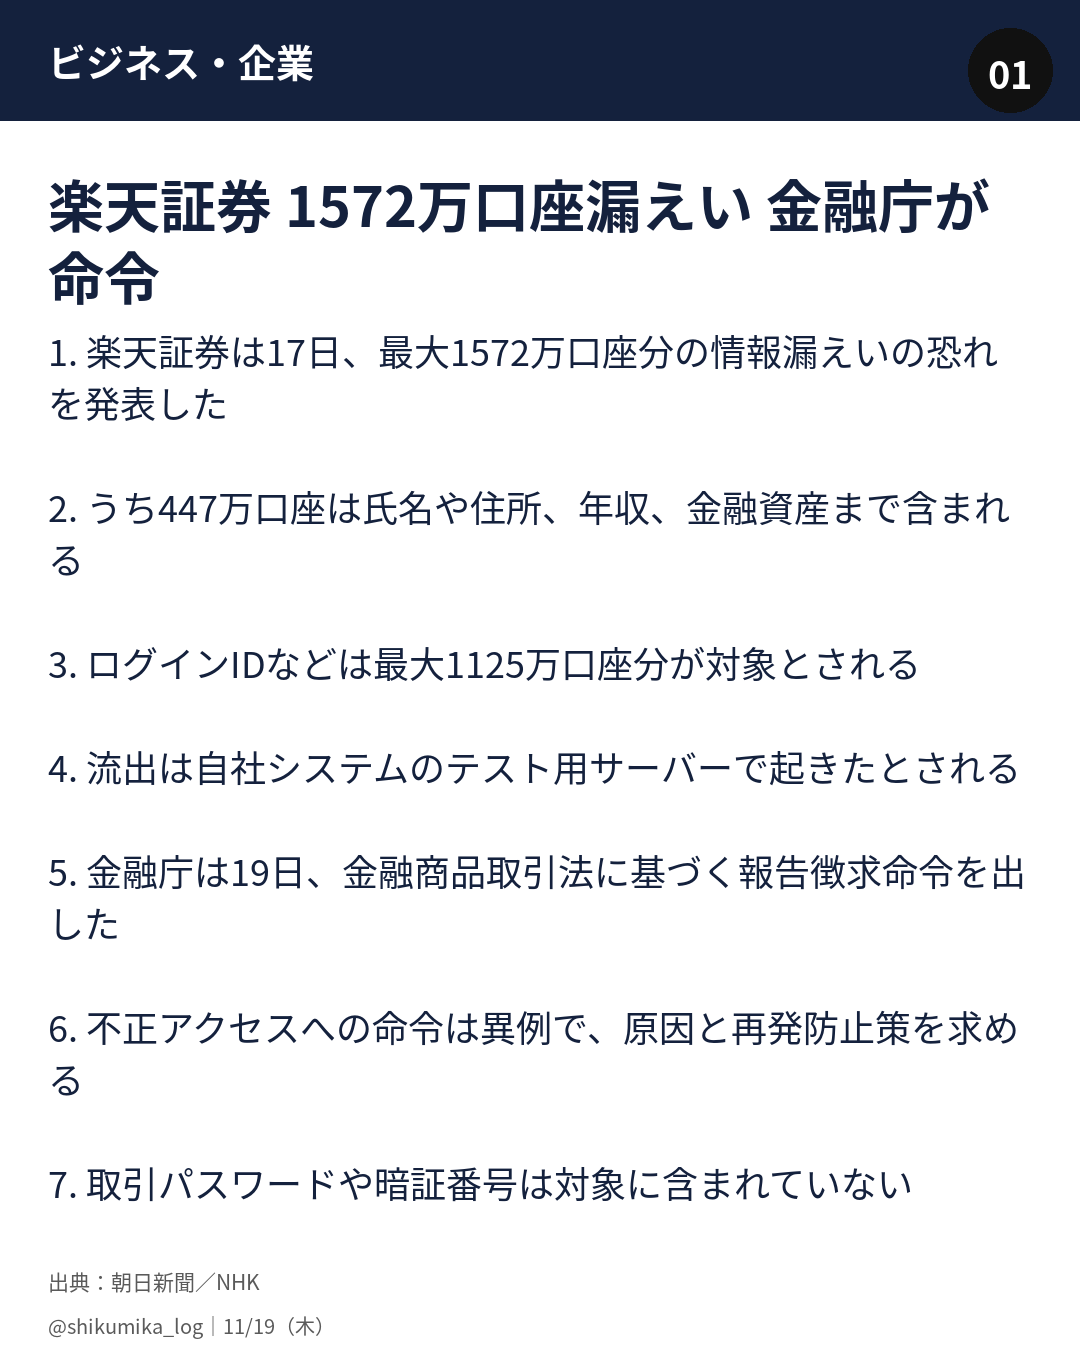 ビジネス・企業
01
楽天証券 1572万口座漏えい 金融庁が
命令
1. 楽天証券は17日、最大1572万口座分の情報漏えいの恐れ
を発表した
2. うち447万口座は氏名や住所、年収、金融資産まで含まれ
る
3. ログインIDなどは最大1125万口座分が対象とされる
4. 流出は自社システムのテスト用サーバーで起きたとされる
5. 金融庁は19日、金融商品取引法に基づく報告徴求命令を出
した
6. 不正アクセスへの命令は異例で、原因と再発防止策を求め
る
7. 取引パスワードや暗証番号は対象に含まれていない
出典：朝日新聞／NHK
@shikumika_log｜11/19（木）